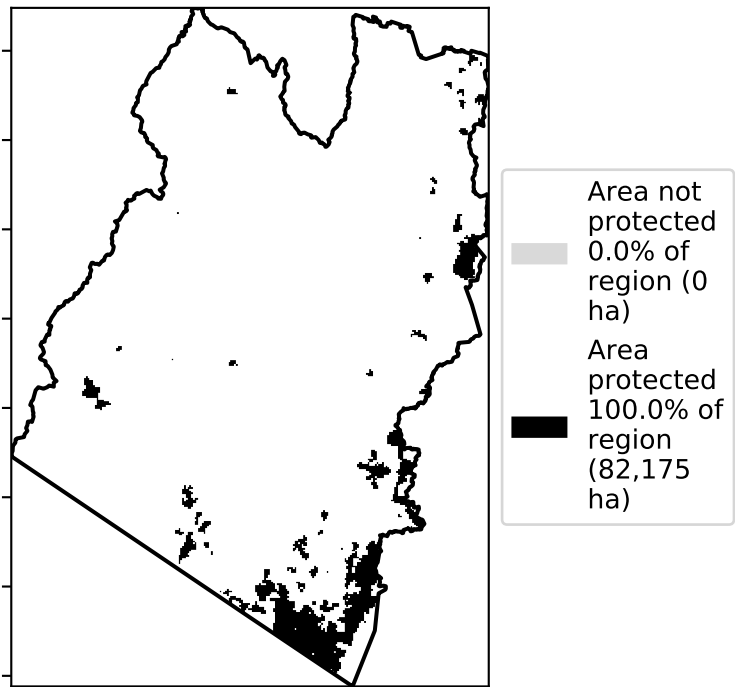 Area not
protected
0.0% of
region (0
ha)
Area
protected
100.0% of
region
(82,175
ha)